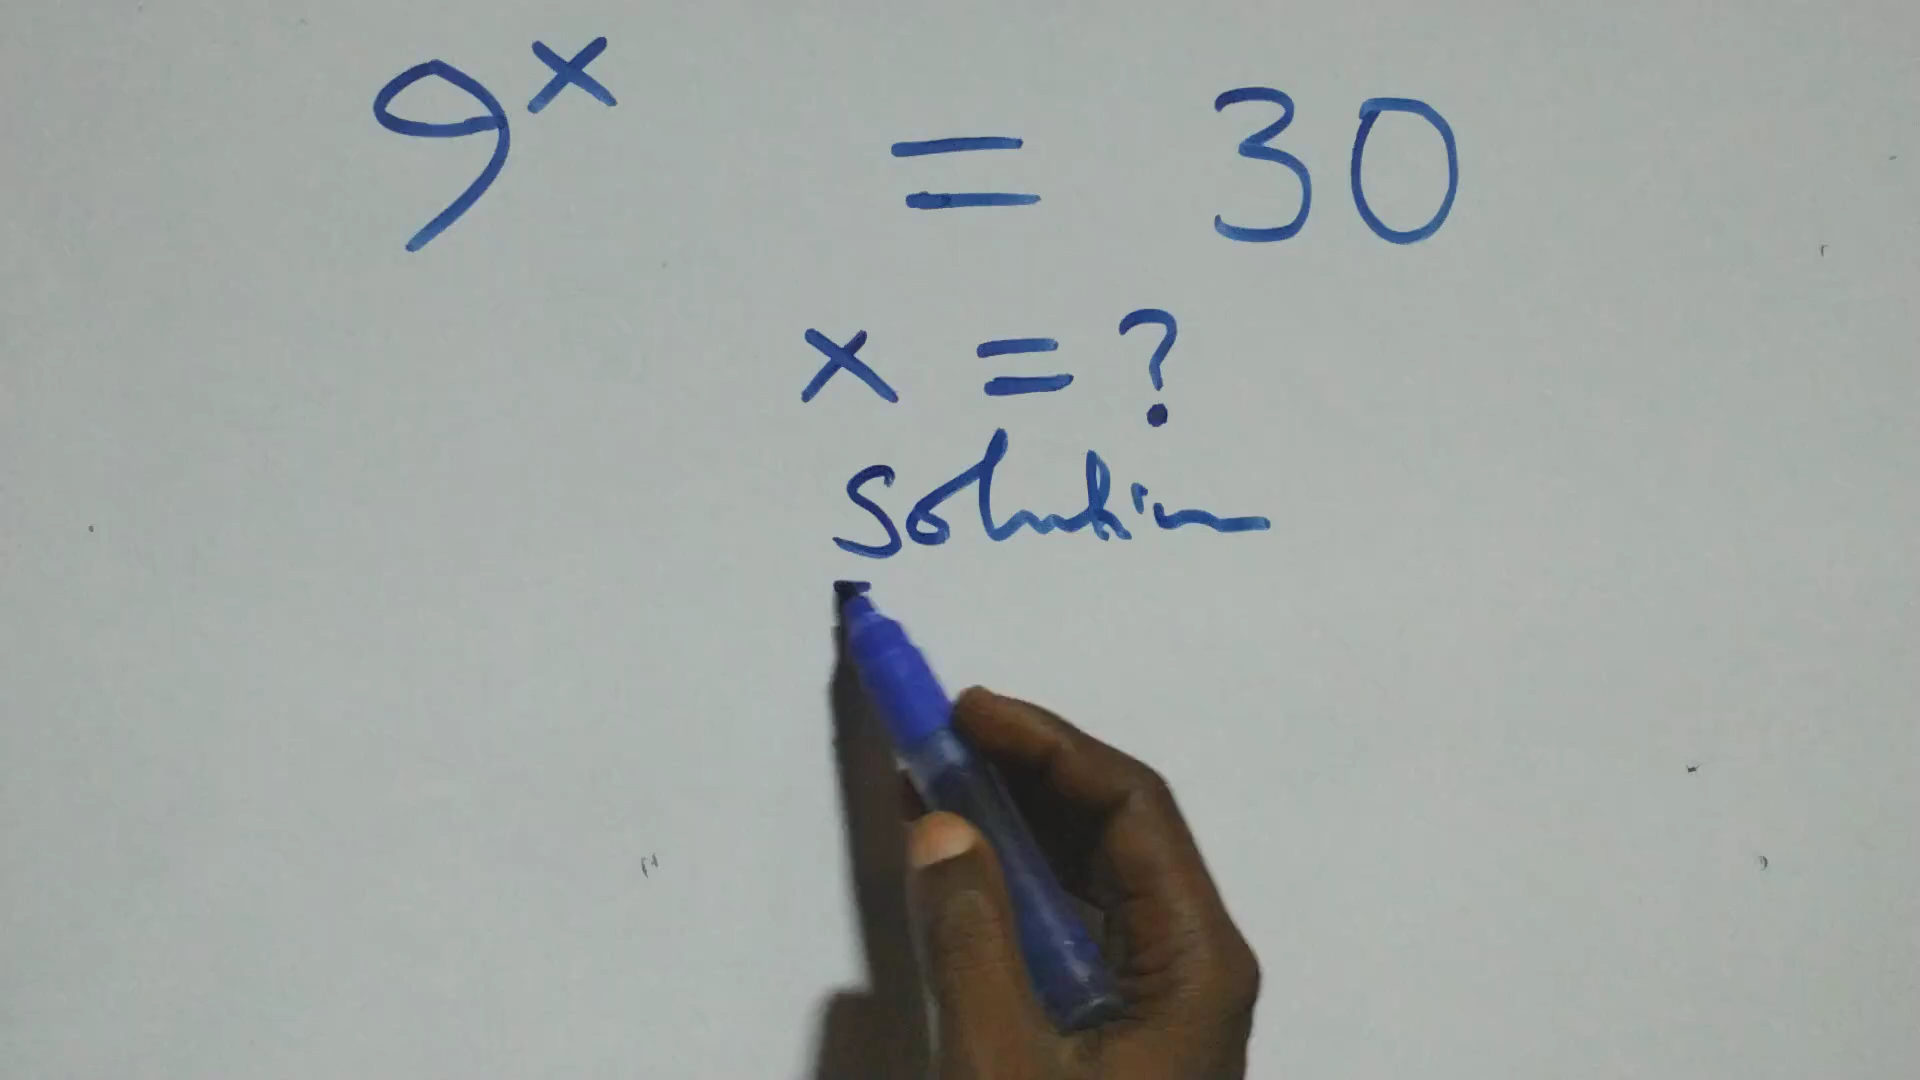 9^x = 30
x = ?
Solution